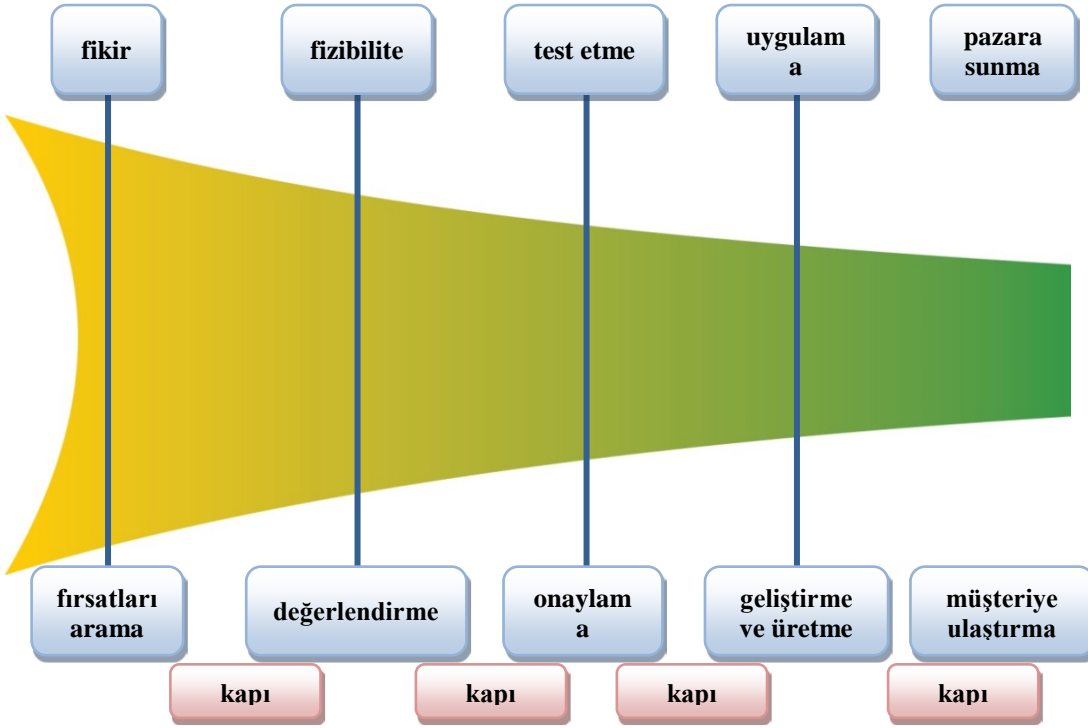 fikir
fizibilite
test etme
uygulam
a
pazara
sunma
fırsatları
arama
değerlendirme
onaylam
a
geliştirme
ve üretme
müşteriye
ulaştırma
kapı
kapı
kapı
kapı